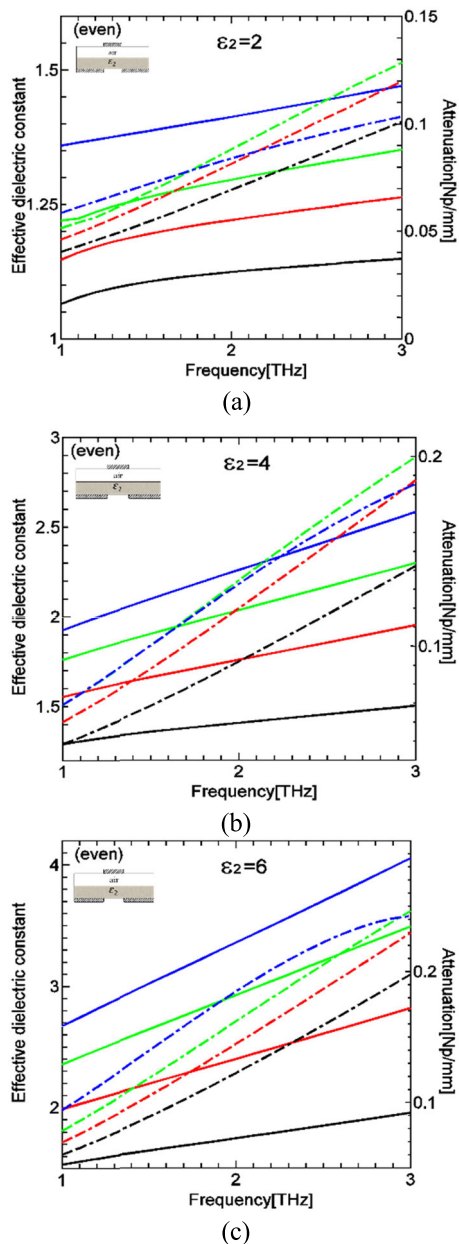 (even)
ε2=2
air
ε2
0.15
1.5
0.1
1.25
0.05
1
0
1
2
3
Effective dielectric constant
Attenuation[Np/mm]
Frequency[THz]
(a)
(even)
ε2=4
air
ε2
3
0.2
2.5
2
0.1
1.5
1
2
3
Effective dielectric constant
Attenuation[Np/mm]
Frequency[THz]
(b)
(even)
ε2=6
air
ε2
4
3
0.2
2
0.1
1
2
3
Effective dielectric constant
Attenuation[Np/mm]
Frequency[THz]
(c)